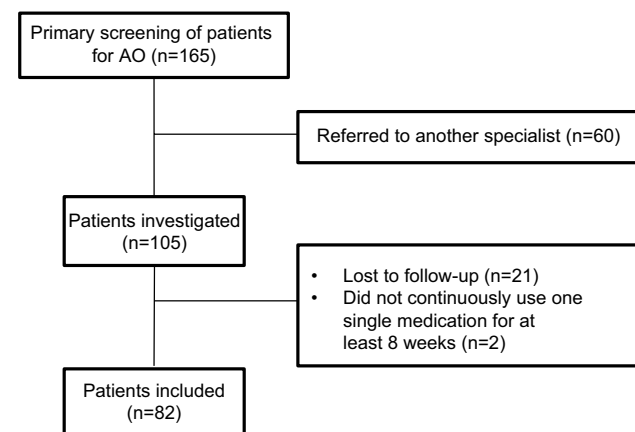 Primary screening of patients
for AO (n=165)
Referred to another specialist (n=60)
Patients investigated
(n=105)
• Lost to follow-up (n=21)
• Did not continuously use one
single medication for at
least 8 weeks (n=2)
Patients included
(n=82)